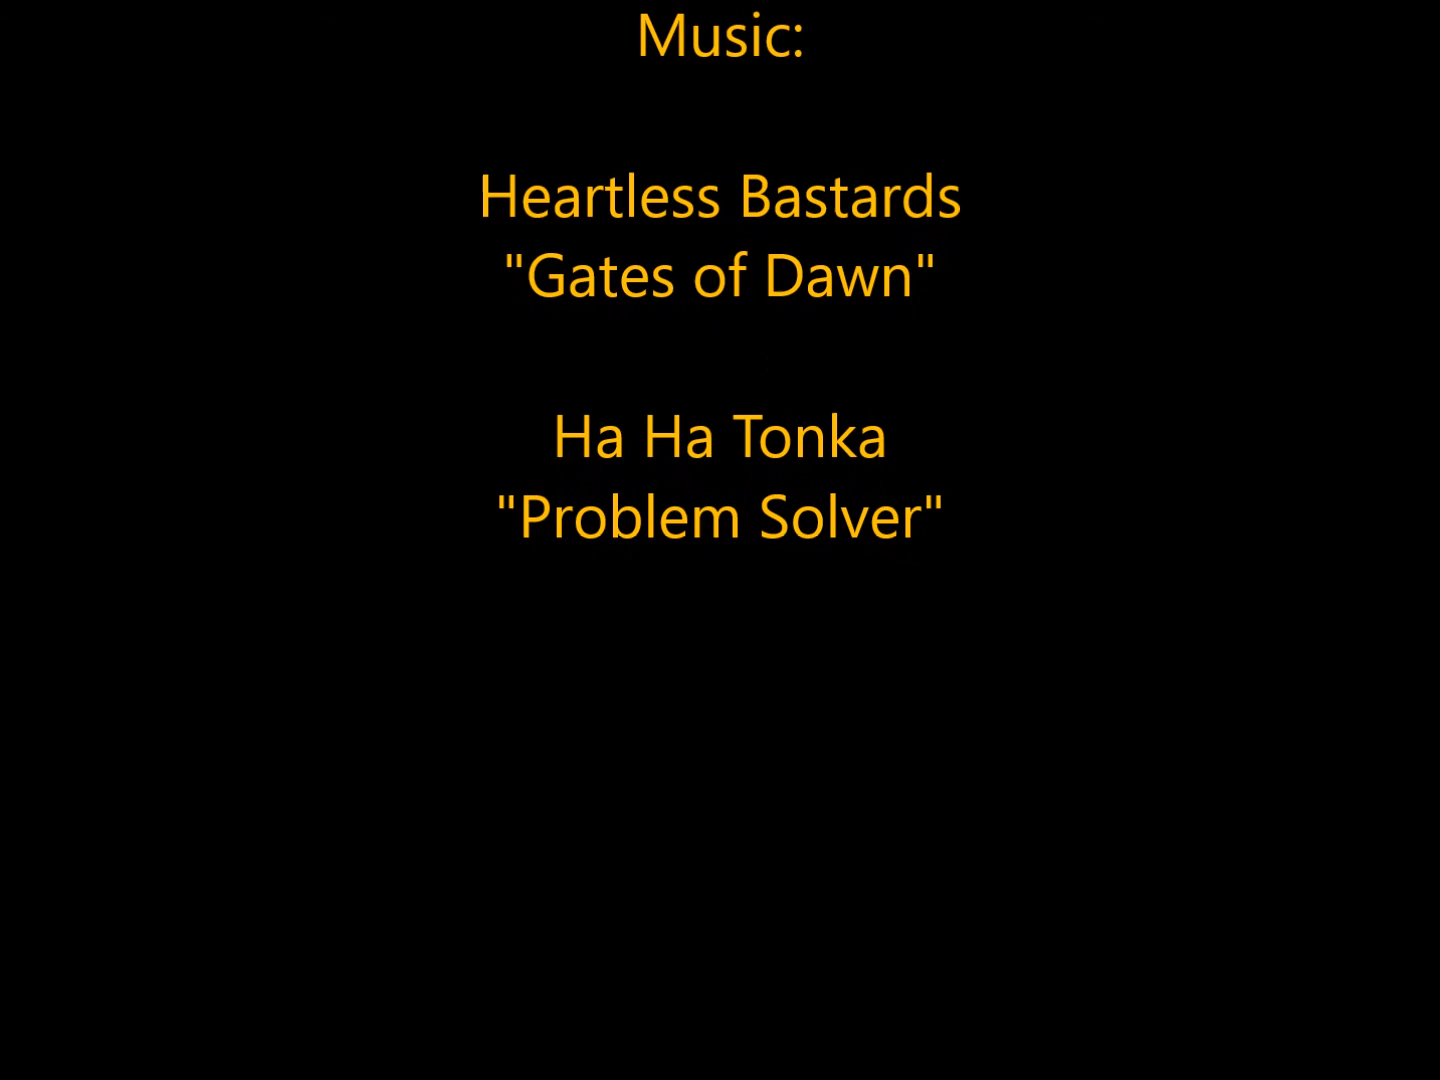 Music:
Heartless Bastards
"Gates of Dawn"
Ha Ha Tonka
"Problem Solver"